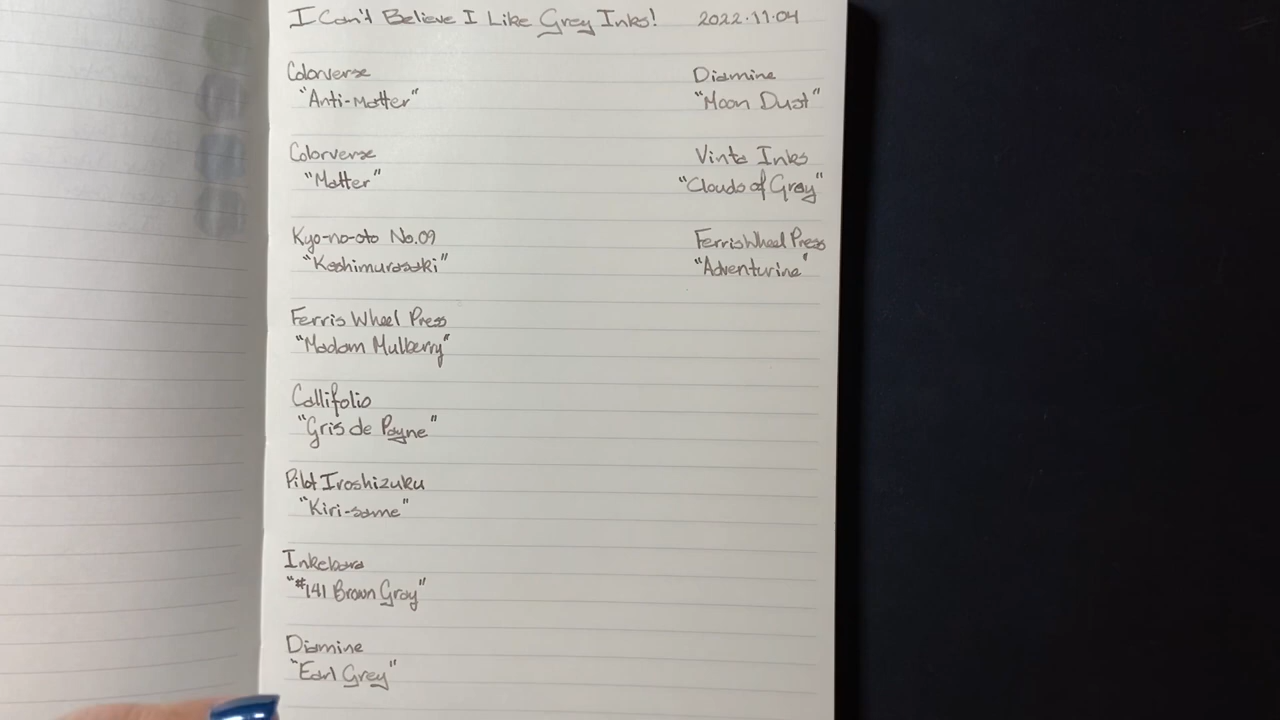 I Can't Believe I Like Grey Inks! 2022.11.04
Colorverse
"Anti-Matter"
Colorverse
"Matter"
Kyo-no-oto No.09
"Keshimurasaki"
Ferris Wheel Press
"Madam Mulberry"
Callifolio
"Gris de Payne"
Pilot Iroshizuku
"Kiri-same"
Inkebara
"#141 Brown Gray"
Diamine
"Earl Grey"
Diamine
"Moon Dust"
Vinta Inks
"Clouds of Gray"
Ferris Wheel Press
"Adventurine"